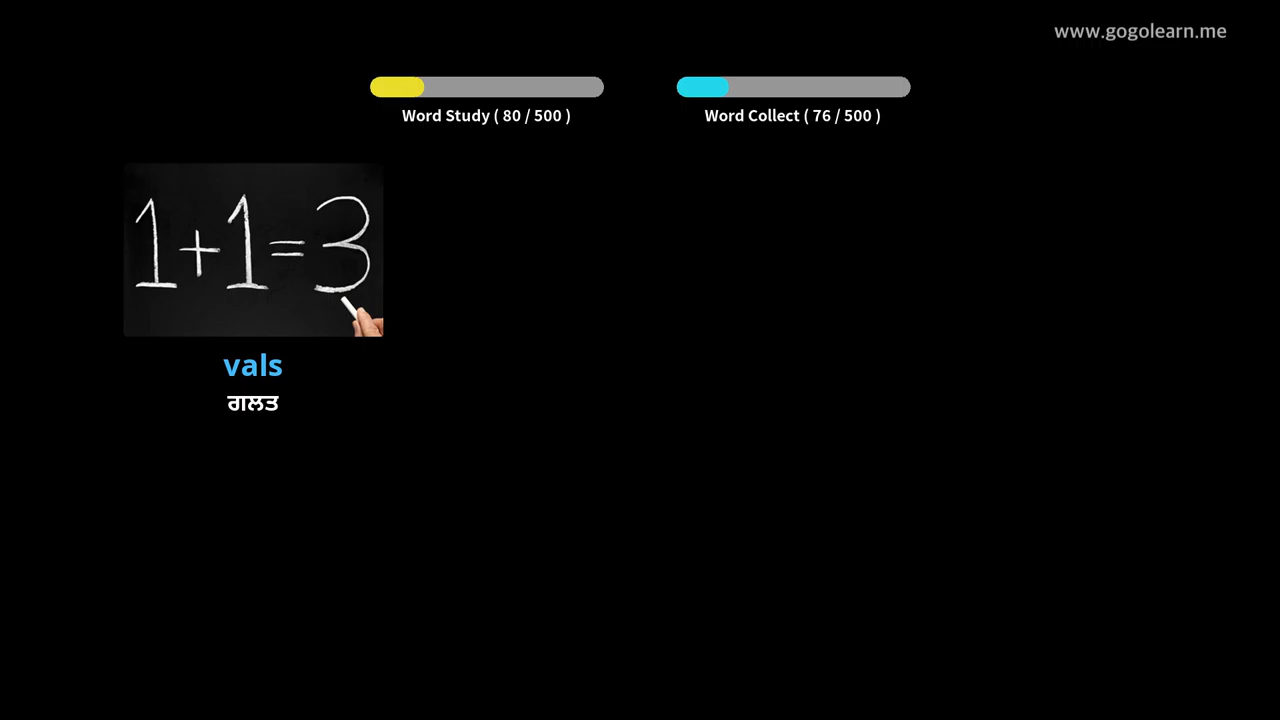 www.gogolearn.me
Word Study ( 80 / 500 )
Word Collect ( 76 / 500 )
1+1=3
vals
ਗਲਤ